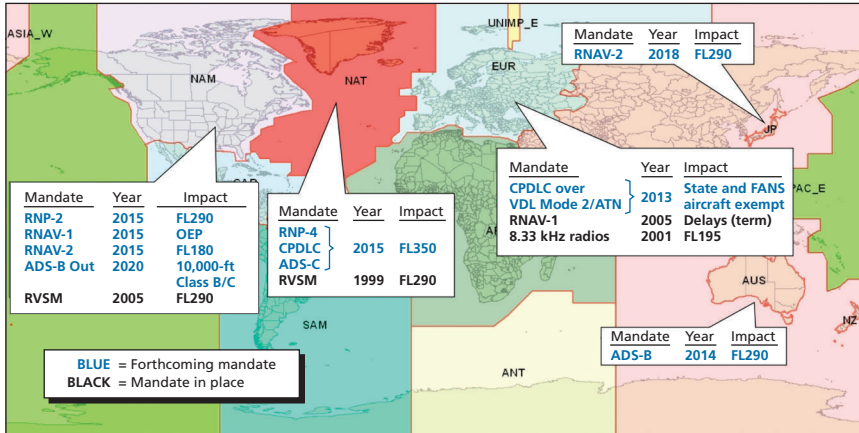 ASIA_W
UNIMP_E
NAM
NAT
EUR
Mandate Year Impact
RNAV-2 2018 FL290
JP
Mandate Year Impact
CPDLC over
VDL Mode 2/ATN 2013 State and FANS
aircraft exempt
RNAV-1 2005 Delays (term)
8.33 kHz radios 2001 FL195
PAC_E
Mandate Year Impact
RNP-2 2015 FL290
RNAV-1 2015 OEP
RNAV-2 2015 FL180
ADS-B Out 2020 10,000-ft
Class B/C
RVSM 2005 FL290
Mandate Year Impact
RNP-4
CPDLC 2015 FL350
ADS-C
RVSM 1999 FL290
AUS
NZ
SAM
Mandate Year Impact
ADS-B 2014 FL290
BLUE = Forthcoming mandate
BLACK = Mandate in place
ANT